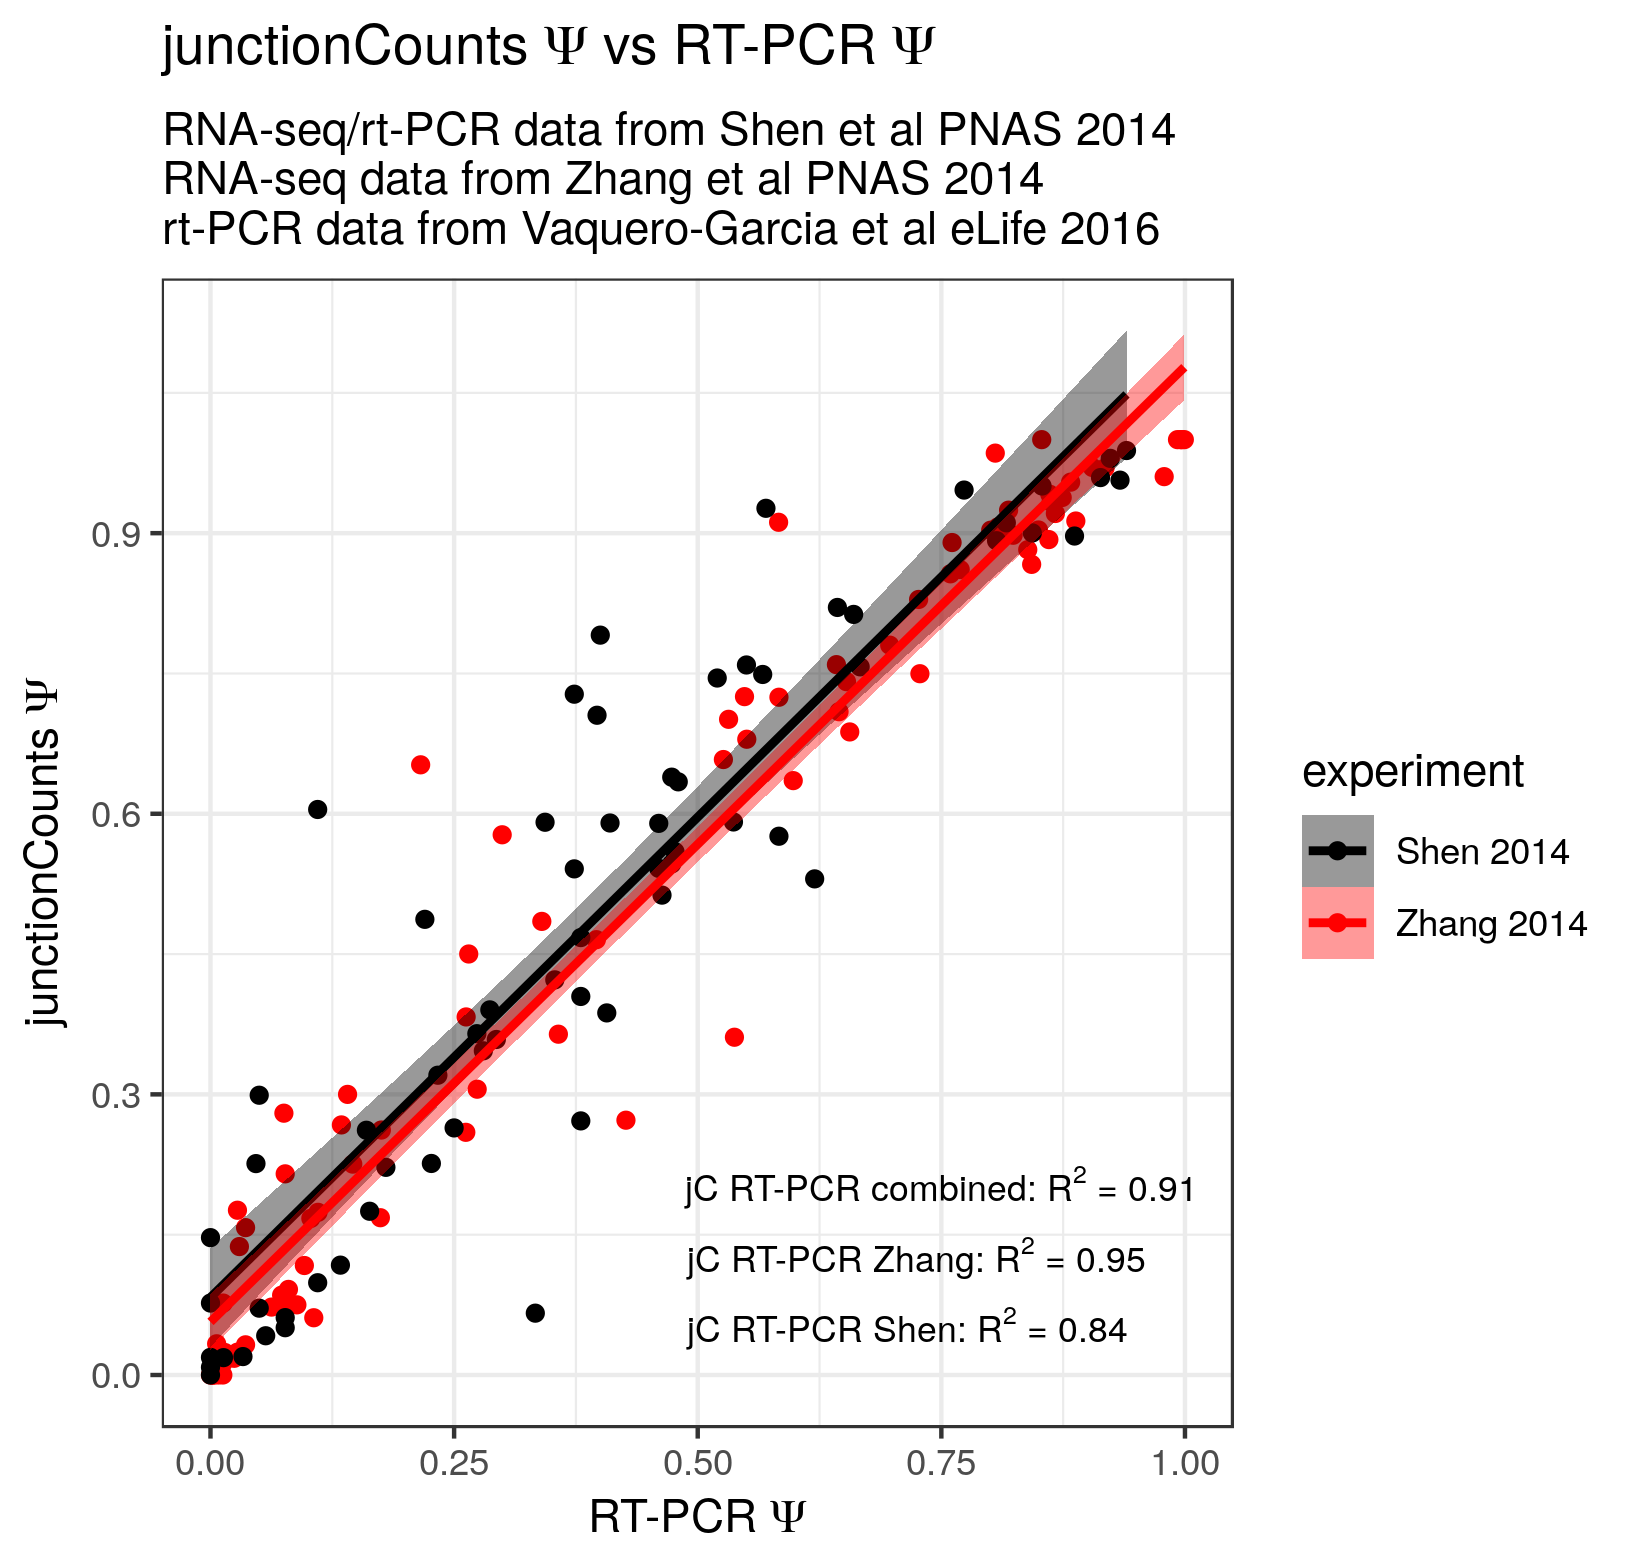 junctionCounts Ψ vs RT-PCR Ψ
RNA-seq/rt-PCR data from Shen et al PNAS 2014
RNA-seq data from Zhang et al PNAS 2014
rt-PCR data from Vaquero-Garcia et al eLife 2016
junctionCounts Ψ
0.9
0.6
0.3
0.0
jC RT-PCR combined: R² = 0.91
jC RT-PCR Zhang: R² = 0.95
jC RT-PCR Shen: R² = 0.84
0.00 0.25 0.50 0.75 1.00
RT-PCR Ψ
experiment
Shen 2014
Zhang 2014